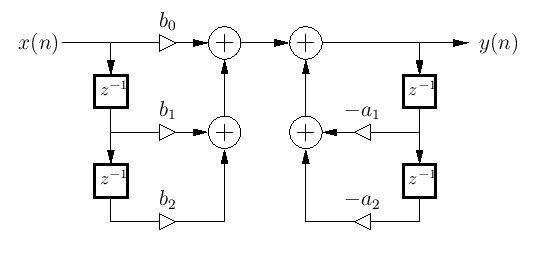 b₀
x(n) + + y(n)
z⁻¹ z⁻¹
b₁ −a₁
+ +
z⁻¹ z⁻¹
b₂ −a₂